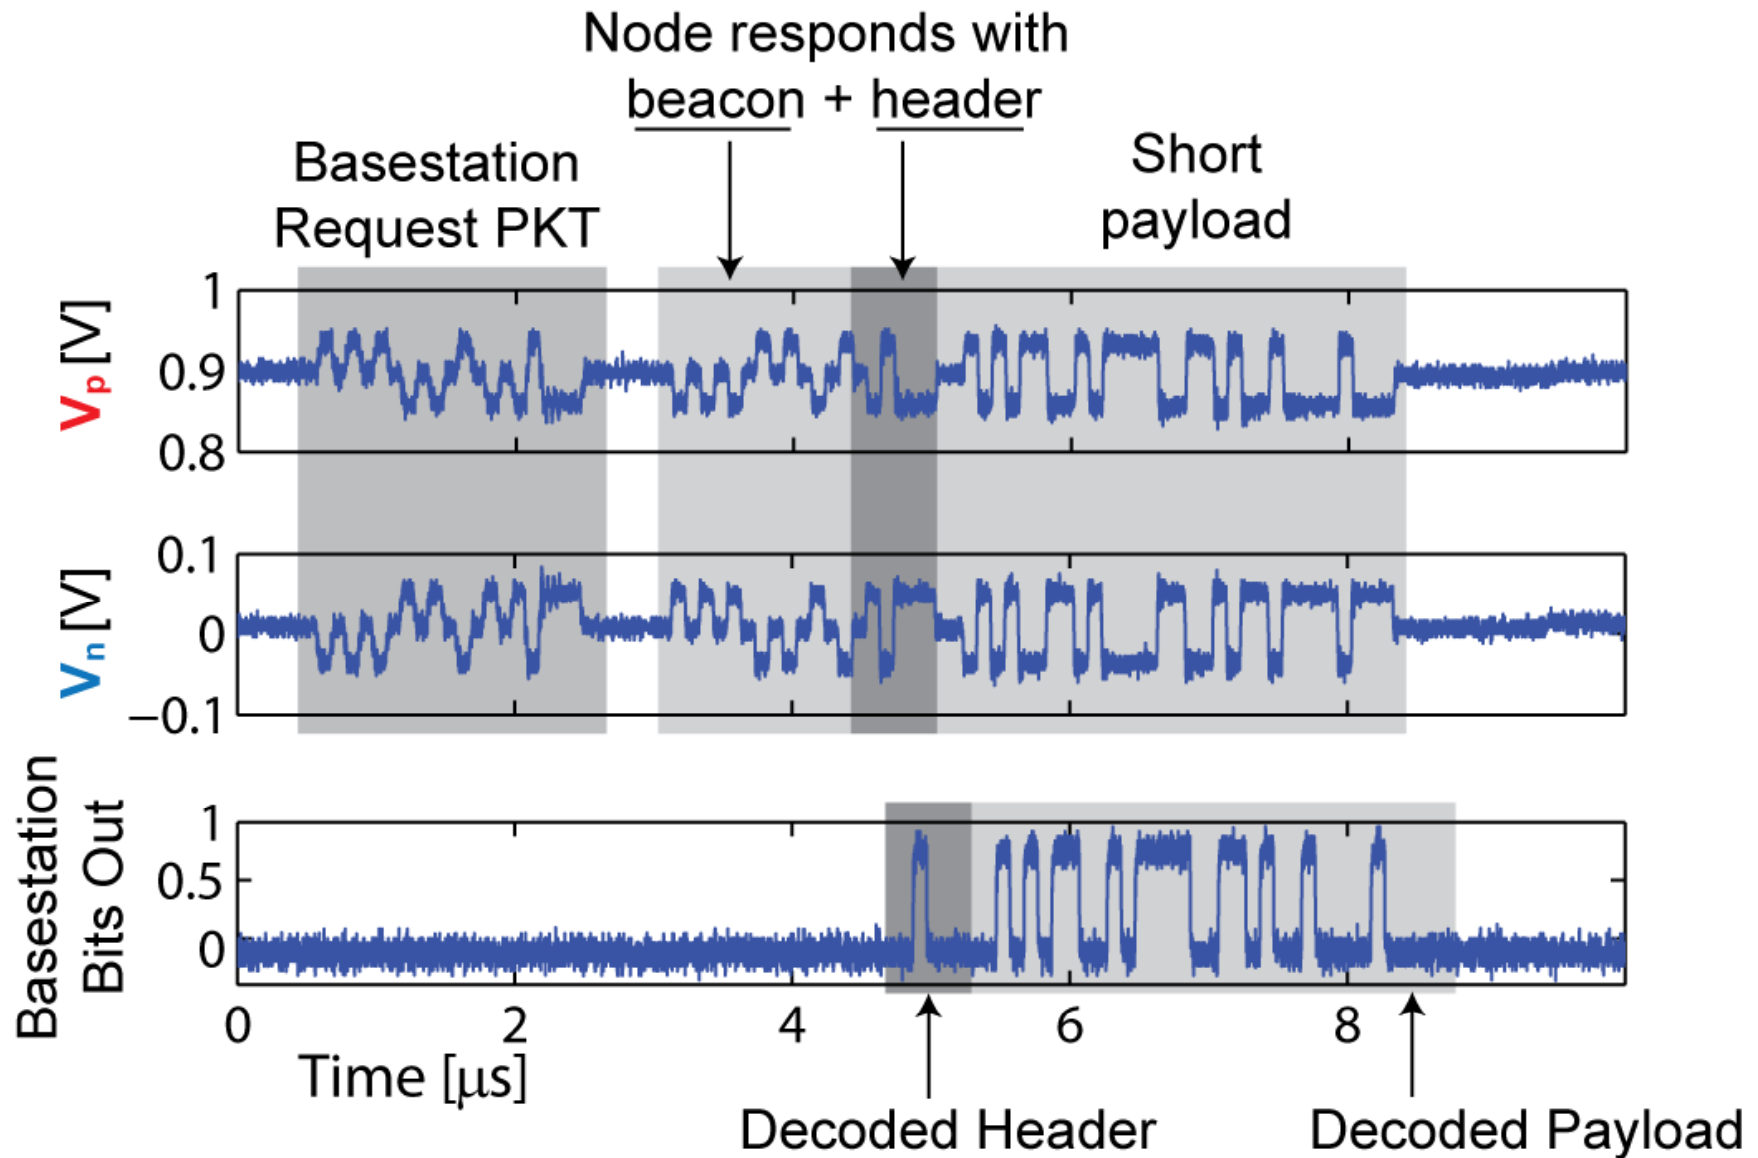 Node responds with
beacon + header
Basestation
Request PKT
Short
payload
Vp [V]
1
0.9
0.8
Vn [V]
0.1
0
−0.1
Basestation
Bits Out
1
0.5
0
0 2 4 6 8
Time [μs]
Decoded Header
Decoded Payload